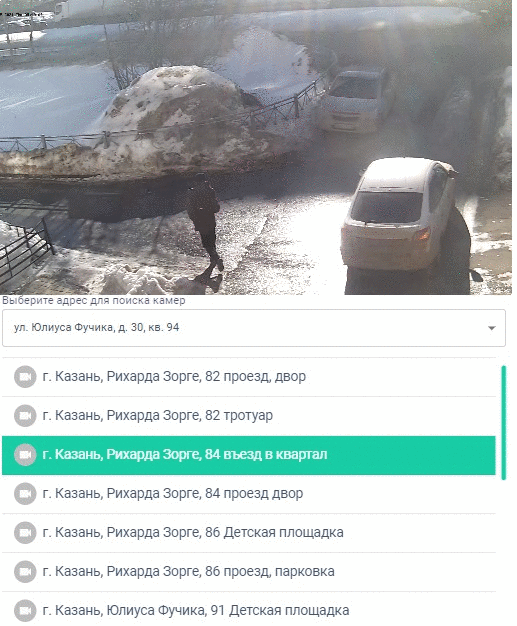 Выберите адрес для поиска камер
ул. Юлиуса Фучика, д. 30, кв. 94
г. Казань, Рихарда Зорге, 82 проезд, двор
г. Казань, Рихарда Зорге, 82 тротуар
г. Казань, Рихарда Зорге, 84 въезд в квартал
г. Казань, Рихарда Зорге, 84 проезд двор
г. Казань, Рихарда Зорге, 86 Детская площадка
г. Казань, Рихарда Зорге, 86 проезд, парковка
г. Казань, Юлиуса Фучика, 91 Детская площадка